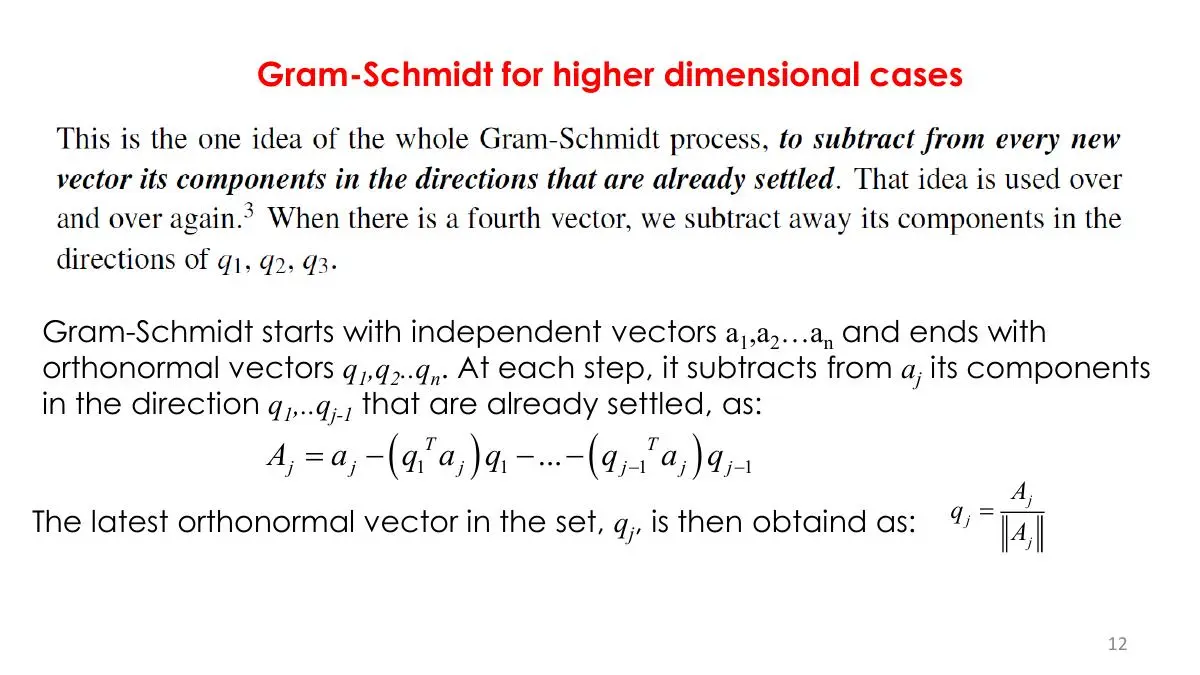 Gram-Schmidt for higher dimensional cases
This is the one idea of the whole Gram-Schmidt process, to subtract from every new
vector its components in the directions that are already settled. That idea is used over
and over again.³ When there is a fourth vector, we subtract away its components in the
directions of q₁, q₂, q₃.
Gram-Schmidt starts with independent vectors a₁,a₂…aₙ and ends with
orthonormal vectors q₁,q₂..qₙ. At each step, it subtracts from aⱼ its components
in the direction q₁,..qⱼ₋₁ that are already settled, as:
Aⱼ = aⱼ − (q₁ᵀaⱼ)q₁ − ... − (qⱼ₋₁ᵀaⱼ)qⱼ₋₁
The latest orthonormal vector in the set, qⱼ, is then obtaind as: qⱼ = Aⱼ / ‖Aⱼ‖
12